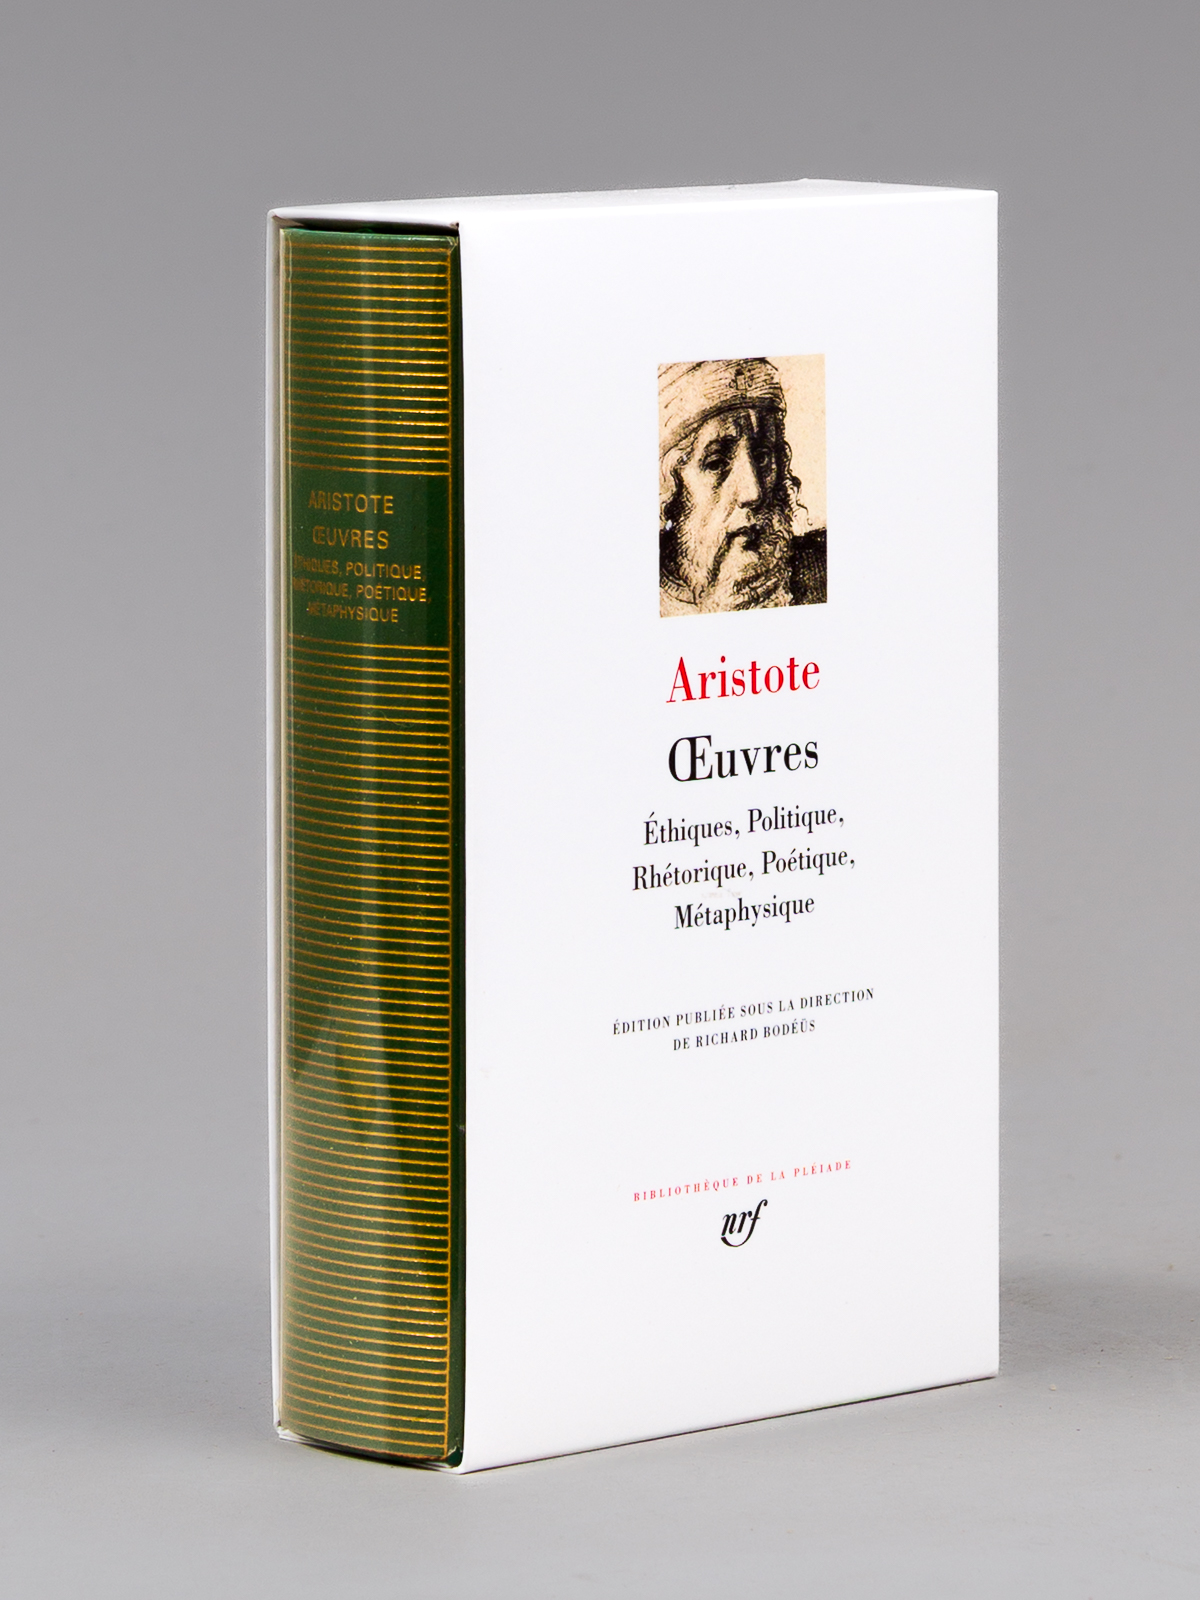 ARISTOTE
ŒUVRES
ÉTHIQUES, POLITIQUE,
RHÉTORIQUE, POÉTIQUE,
MÉTAPHYSIQUE
Aristote
Œuvres
Éthiques, Politique,
Rhétorique, Poétique,
Métaphysique
ÉDITION PUBLIÉE SOUS LA DIRECTION
DE RICHARD BODÉÜS
BIBLIOTHÈQUE DE LA PLÉIADE
nrf